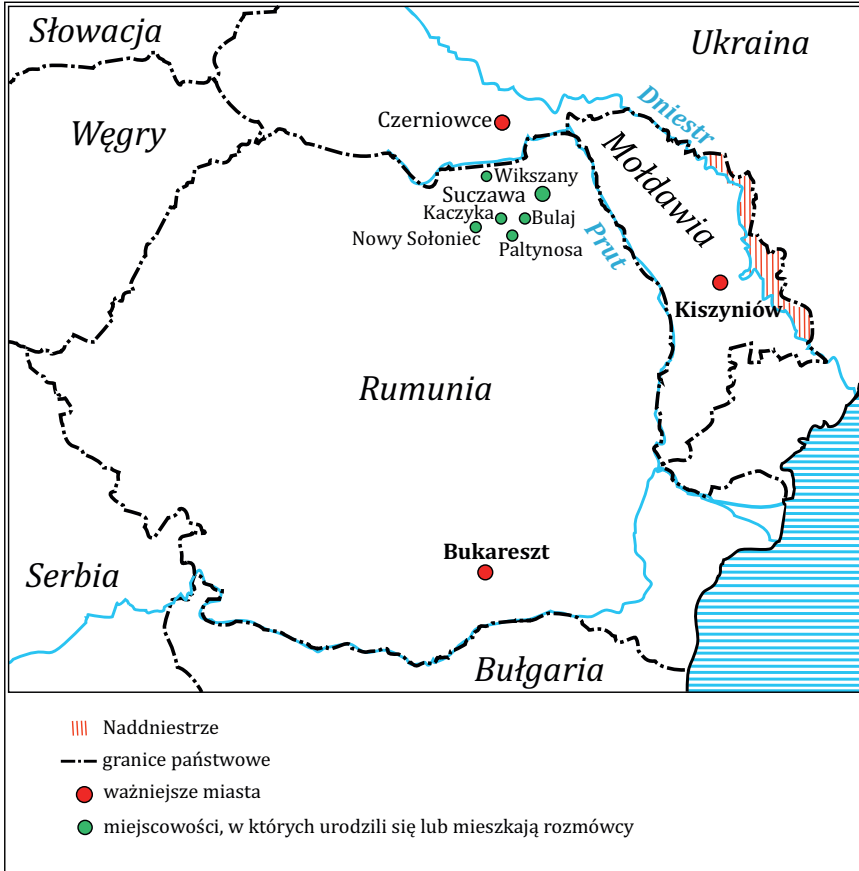 Słowacja
Ukraina
Węgry
Czerniowce
Dniestr
Mołdawia
Wikszany
Suczawa
Kaczyka
Bulaj
Nowy Sołoniec
Paltynosa
Prut
Kiszyniów
Rumunia
Bukareszt
Serbia
Bułgaria
Naddniestrze
granice państwowe
ważniejsze miasta
miejscowości, w których urodzili się lub mieszkają rozmówcy